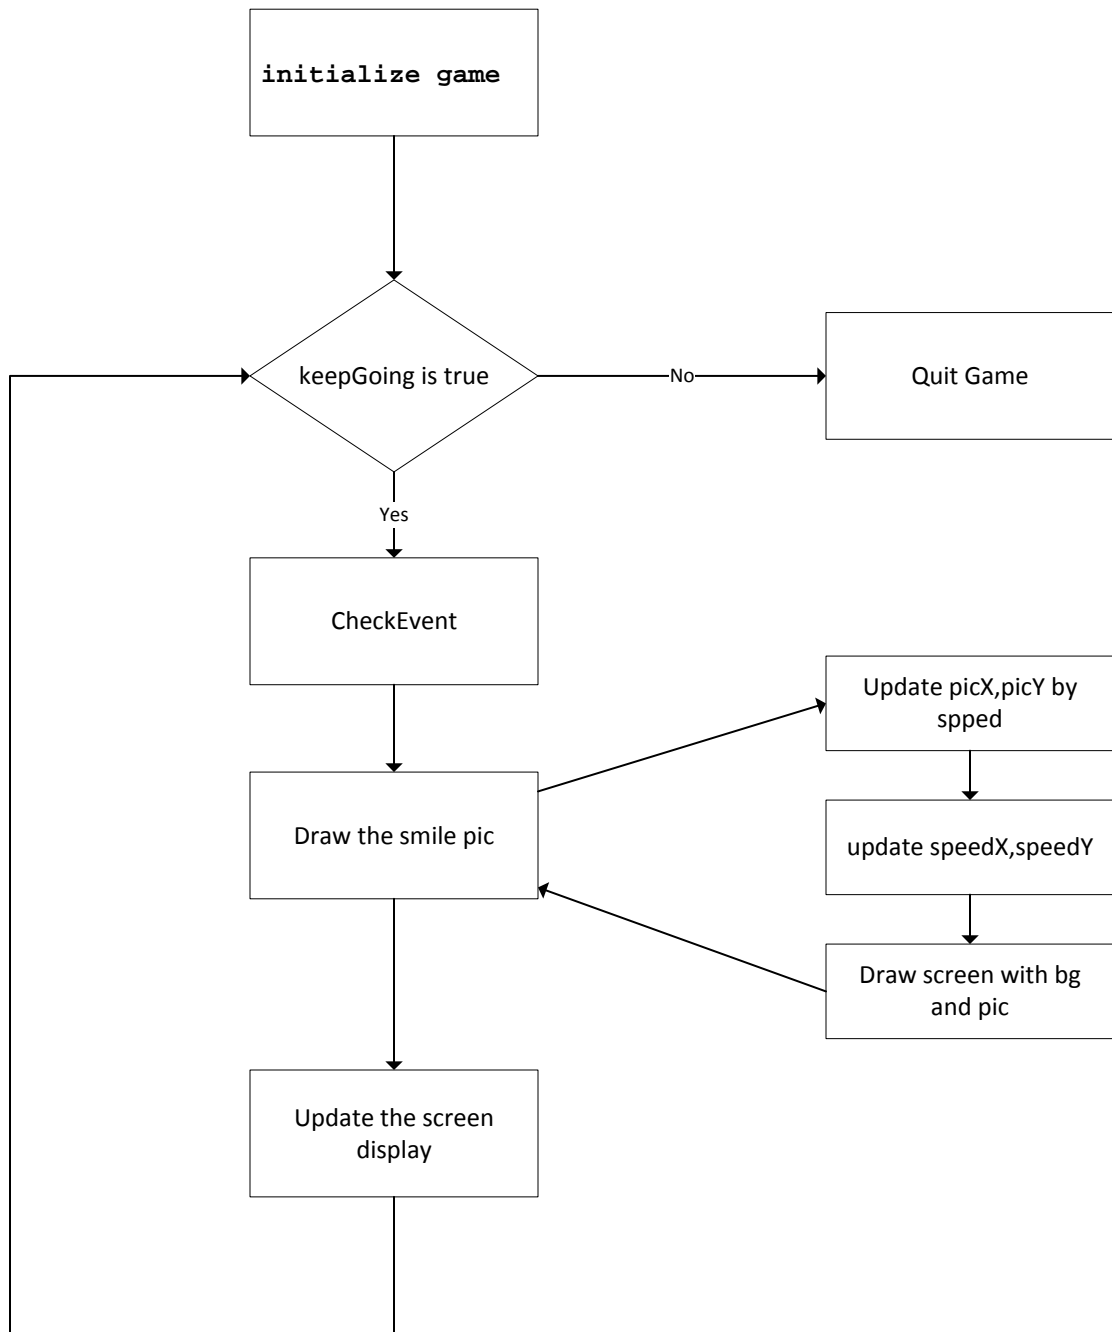 initialize game
keepGoing is true
No
Quit Game
Yes
CheckEvent
Update picX,picY by
spped
Draw the smile pic
update speedX,speedY
Draw screen with bg
and pic
Update the screen
display